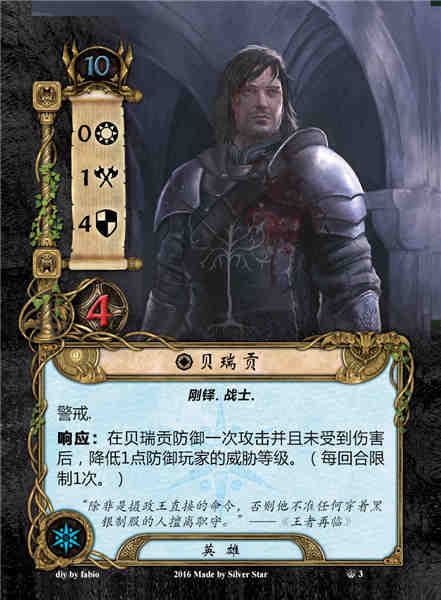 10
0
1
4
4
贝瑞贡
刚铎. 战士.
警戒.
响应：在贝瑞贡防御一次攻击并且未受到伤害
后，降低1点防御玩家的威胁等级。（每回合限
制1次。）
“除非是摄政王直接的命令，否则他不准任何穿着黑
银制服的人擅离职守。”——《王者再临》
英雄
diy by fabio 2016 Made by Silver Star 3